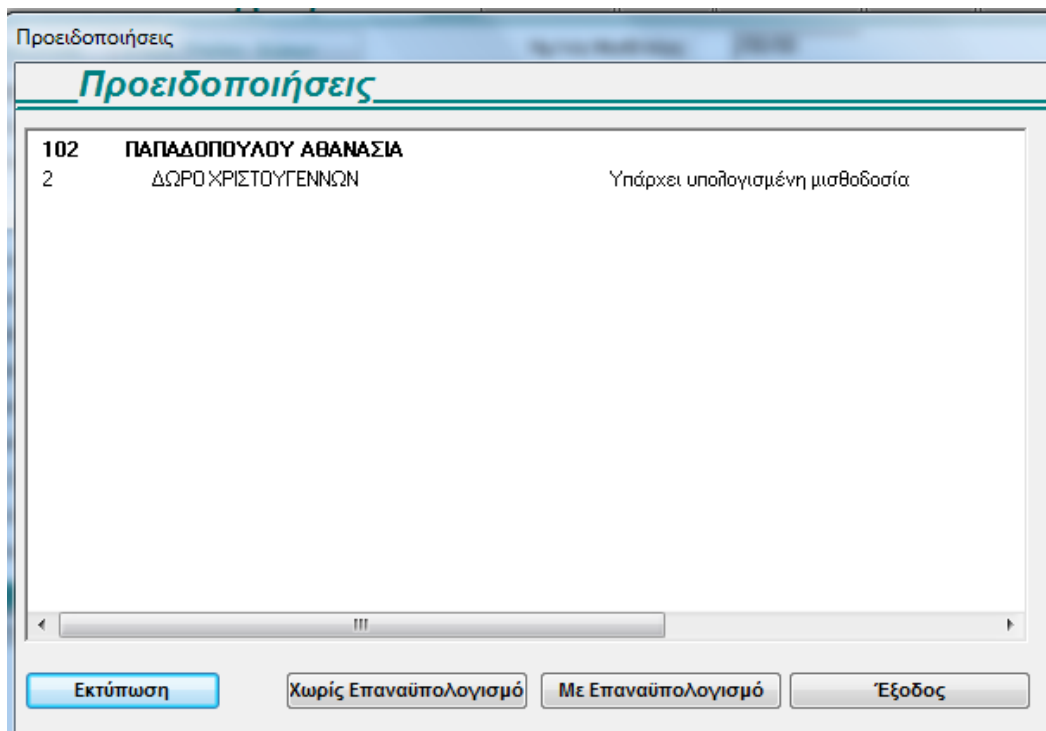 Προειδοποιήσεις
Προειδοποιήσεις
102 ΠΑΠΑΔΟΠΟΥΛΟΥ ΑΘΑΝΑΣΙΑ
2 ΔΩΡΟ ΧΡΙΣΤΟΥΓΕΝΝΩΝ Υπάρχει υπολογισμένη μισθοδοσία
Εκτύπωση Χωρίς Επαναϋπολογισμό Με Επαναϋπολογισμό Έξοδος